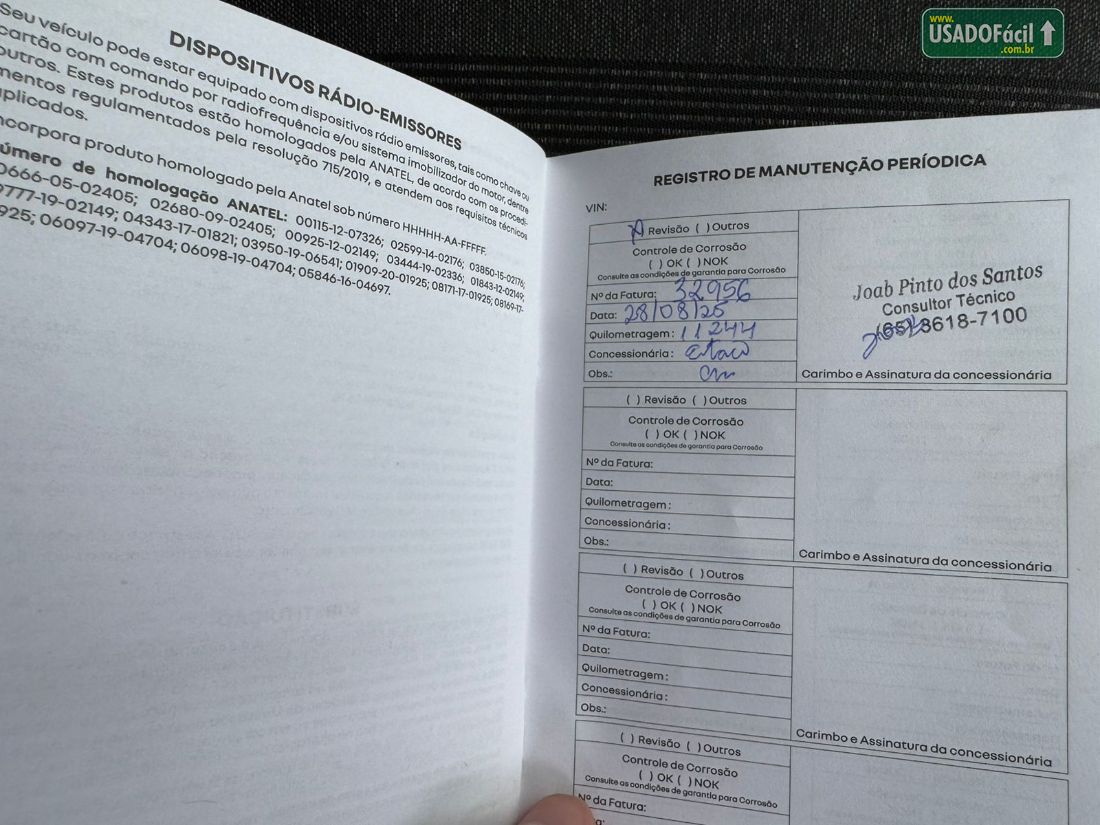 www.
USADOFácil
.com.br
DISPOSITIVOS RÁDIO-EMISSORES
Seu veículo pode estar equipado com dispositivos rádio emissores, tais como chave ou
cartão com comando por radiofrequência e/ou sistema imobilizador do motor, dentre
outros. Estes produtos estão homologados pela ANATEL, de acordo com os procedi-
mentos regulamentados pela resolução 715/2019, e atendem aos requisitos técnicos
aplicados.
ncorpora produto homologado pela Anatel sob número HHHHH-AA-FFFFF.
úmero de homologação ANATEL: 00115-12-07326; 02599-14-02176; 03850-15-02176;
0666-05-02405; 02680-09-02405; 00925-12-02149; 03444-19-02336; 01843-12-02149;
9777-19-02149; 04343-17-01821; 03950-19-06541; 01909-20-01925; 08171-17-01925; 08169-17-
925; 06097-19-04704; 06098-19-04704; 05846-16-04697.
REGISTRO DE MANUTENÇÃO PERÍODICA
VIN:
Revisão ( ) Outros
Controle de Corrosão
( ) OK ( ) NOK
Consulte as condições de garantia para Corrosão
Nº da Fatura: 32956
Data: 28/08/25
Quilometragem: 11244
Concessionária:
Obs.:
Joab Pinto dos Santos
Consultor Técnico
(65) 3618-7100
Carimbo e Assinatura da concessionária
( ) Revisão ( ) Outros
Controle de Corrosão
( ) OK ( ) NOK
Consulte as condições de garantia para Corrosão
Nº da Fatura:
Data:
Quilometragem:
Concessionária:
Obs.:
Carimbo e Assinatura da concessionária
( ) Revisão ( ) Outros
Controle de Corrosão
( ) OK ( ) NOK
Consulte as condições de garantia para Corrosão
Nº da Fatura:
Data:
Quilometragem:
Concessionária:
Obs.:
Carimbo e Assinatura da concessionária
( ) Revisão ( ) Outros
Controle de Corrosão
( ) OK ( ) NOK
Consulte as condições de garantia para Corrosão
Nº da Fatura: